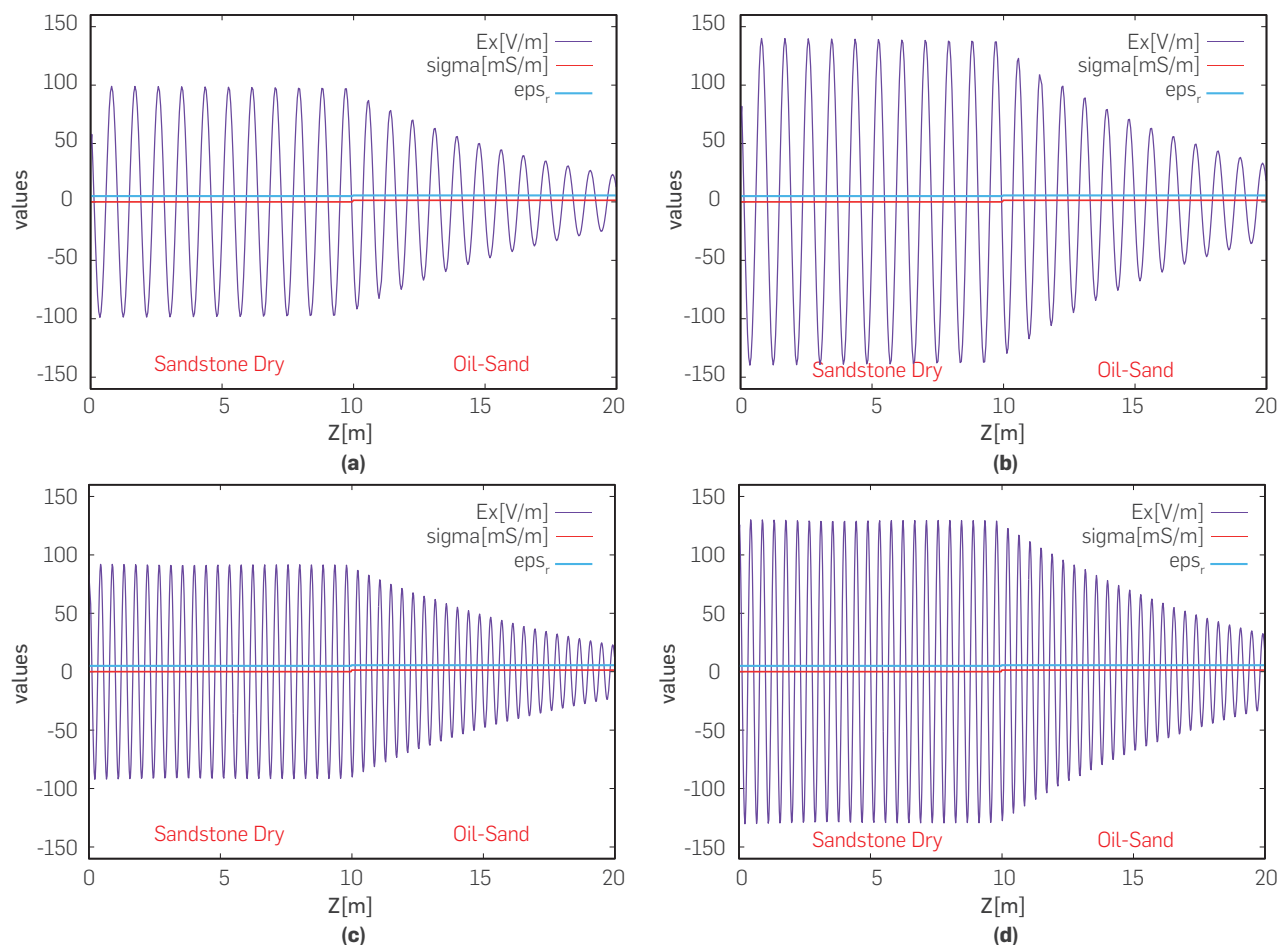 150
100
50
0
-50
-100
-150
values
Ex[V/m]
sigma[mS/m]
eps_r
Sandstone Dry
Oil-Sand
0 5 10 15 20
Z[m]
(a)
150
100
50
0
-50
-100
-150
values
Ex[V/m]
sigma[mS/m]
eps_r
Sandstone Dry
Oil-Sand
0 5 10 15 20
Z[m]
(b)
150
100
50
0
-50
-100
-150
values
Ex[V/m]
sigma[mS/m]
eps_r
Sandstone Dry
Oil-Sand
0 5 10 15 20
Z[m]
(c)
150
100
50
0
-50
-100
-150
values
Ex[V/m]
sigma[mS/m]
eps_r
Sandstone Dry
Oil-Sand
0 5 10 15 20
Z[m]
(d)